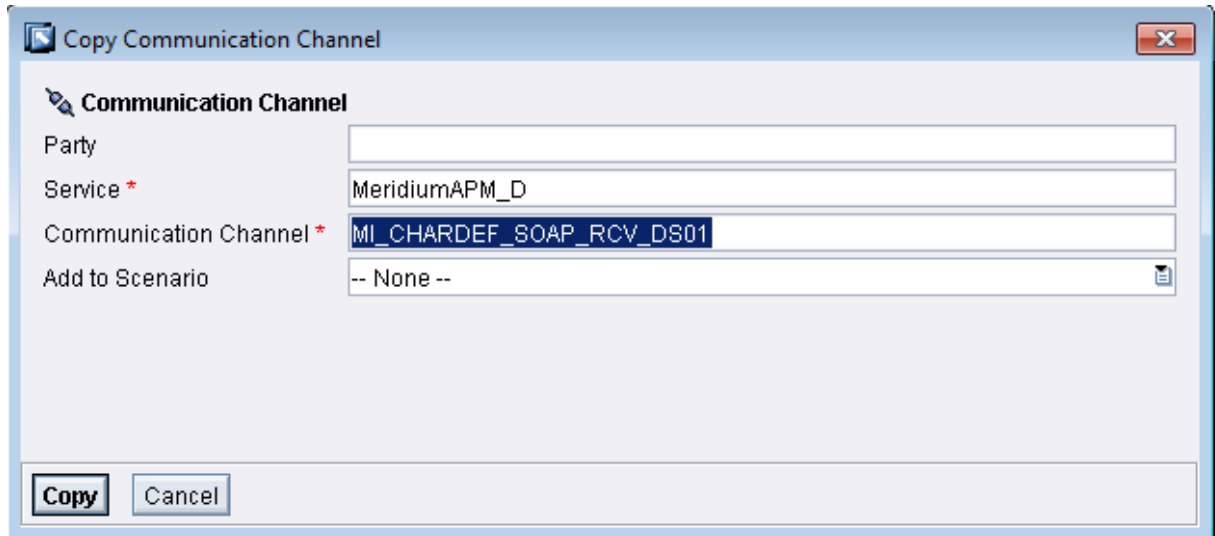 Copy Communication Channel
Communication Channel
Party
Service * MeridiumAPM_D
Communication Channel * MI_CHARDEF_SOAP_RCV_DS01
Add to Scenario -- None --
Copy Cancel